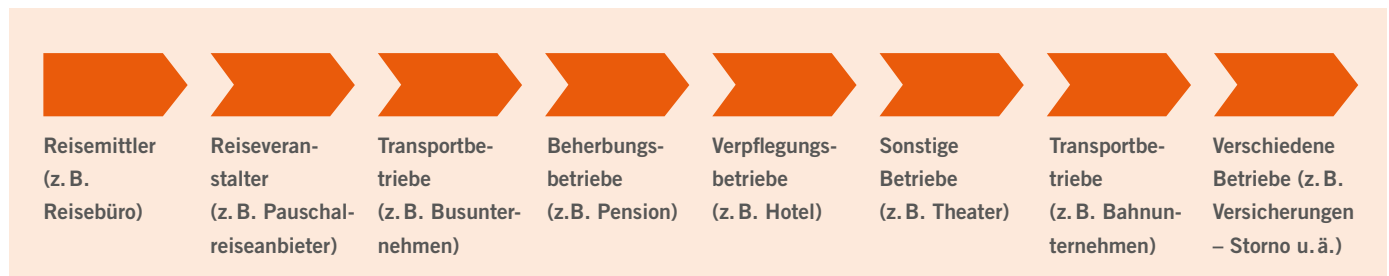 Reisemittler
(z. B.
Reisebüro)
Reiseveran-
stalter
(z. B. Pauschal-
reiseanbieter)
Transportbe-
triebe
(z. B. Busunter-
nehmen)
Beherbungs-
betriebe
(z.B. Pension)
Verpflegungs-
betriebe
(z. B. Hotel)
Sonstige
Betriebe
(z. B. Theater)
Transportbe-
triebe
(z. B. Bahnun-
ternehmen)
Verschiedene
Betriebe (z. B.
Versicherungen
– Storno u. ä.)